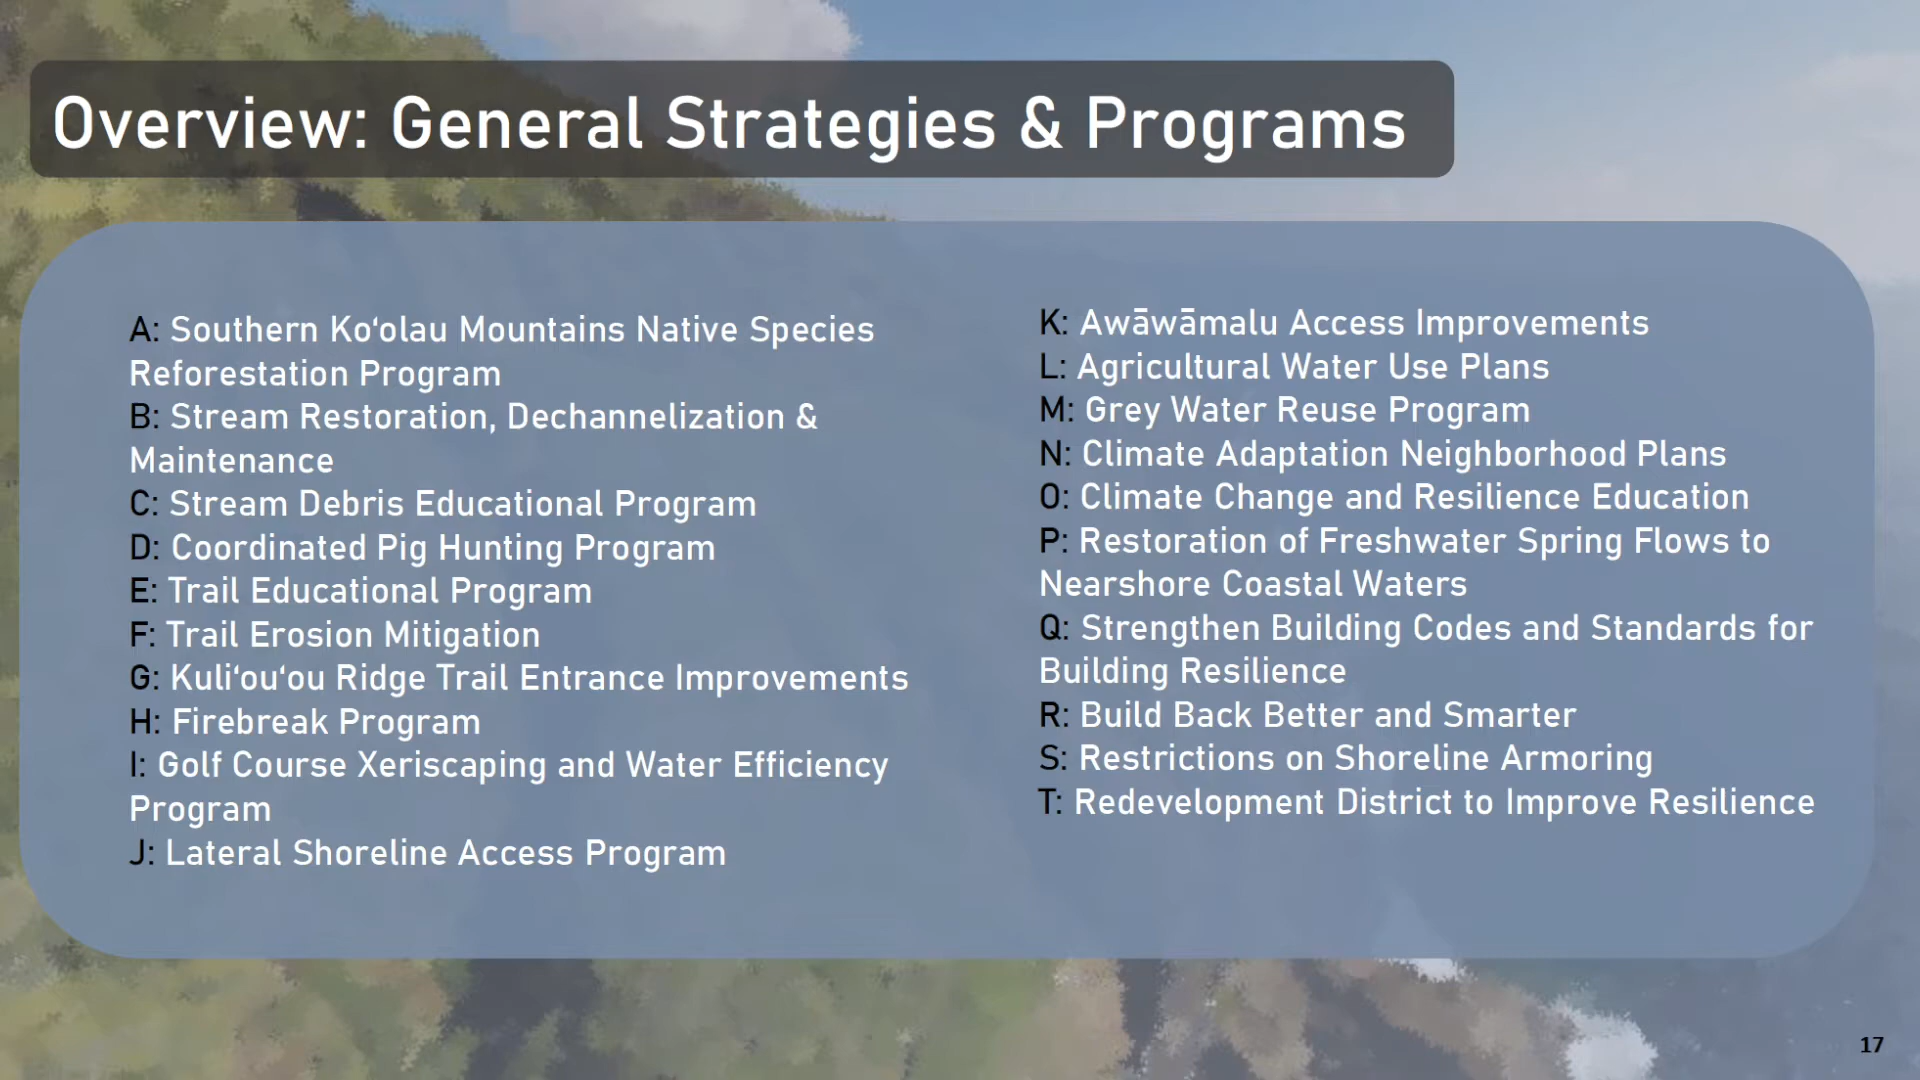 Overview: General Strategies & Programs
A: Southern Ko‘olau Mountains Native Species
Reforestation Program
B: Stream Restoration, Dechannelization &
Maintenance
C: Stream Debris Educational Program
D: Coordinated Pig Hunting Program
E: Trail Educational Program
F: Trail Erosion Mitigation
G: Kuli‘ou‘ou Ridge Trail Entrance Improvements
H: Firebreak Program
I: Golf Course Xeriscaping and Water Efficiency
Program
J: Lateral Shoreline Access Program
K: Awāwāmalu Access Improvements
L: Agricultural Water Use Plans
M: Grey Water Reuse Program
N: Climate Adaptation Neighborhood Plans
O: Climate Change and Resilience Education
P: Restoration of Freshwater Spring Flows to
Nearshore Coastal Waters
Q: Strengthen Building Codes and Standards for
Building Resilience
R: Build Back Better and Smarter
S: Restrictions on Shoreline Armoring
T: Redevelopment District to Improve Resilience
17